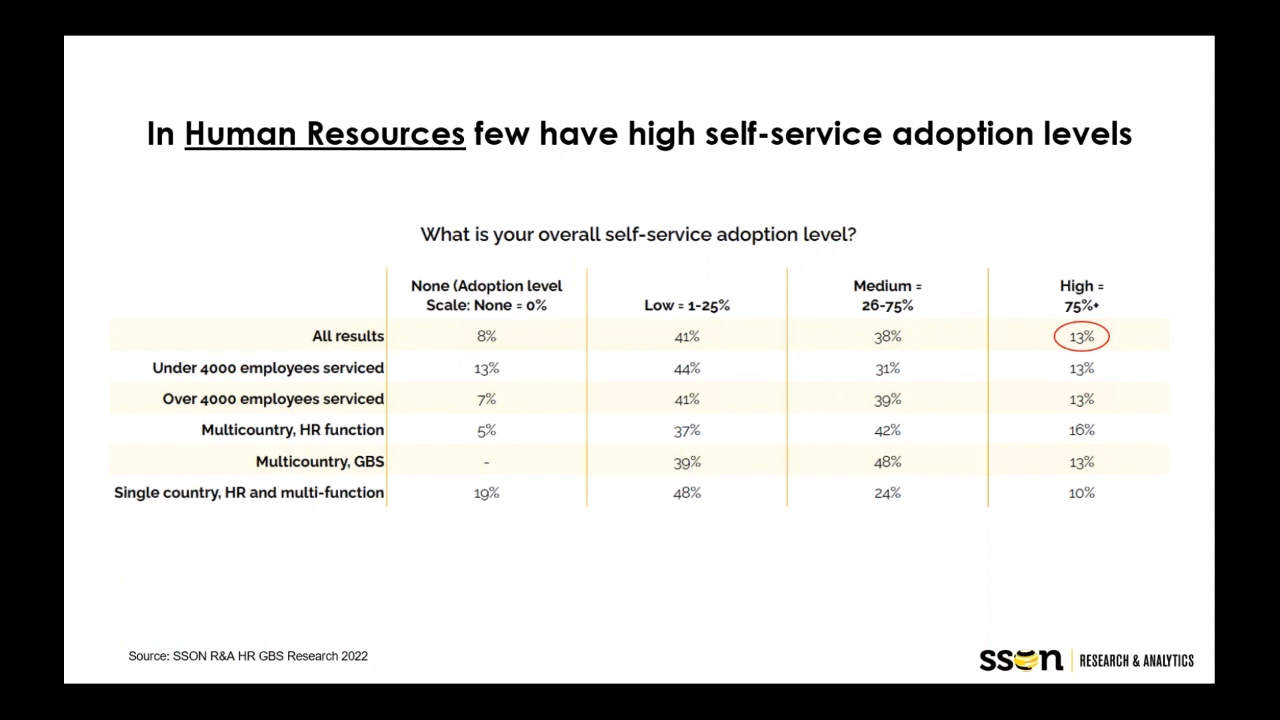 In Human Resources few have high self-service adoption levels
What is your overall self-service adoption level?
None (Adoption level Scale: None = 0% Low = 1-25% Medium = 26-75% High = 75%+
All results 8% 41% 38% 13%
Under 4000 employees serviced 13% 44% 31% 13%
Over 4000 employees serviced 7% 41% 39% 13%
Multicountry, HR function 5% 37% 42% 16%
Multicountry, GBS - 39% 48% 13%
Single country, HR and multi-function 19% 48% 24% 10%
Source: SSON R&A HR GBS Research 2022
sson RESEARCH & ANALYTICS